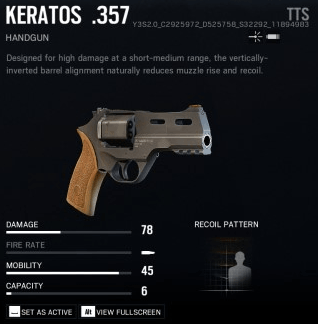 KERATOS .357
TTS
Y3S2.0_C2925972_D525758_S32292_11894983
HANDGUN
Designed for high damage at a short-medium range, the vertically-
inverted barrel alignment naturally reduces muzzle rise and recoil.
DAMAGE 78
RECOIL PATTERN
FIRE RATE
MOBILITY 45
CAPACITY 6
SET AS ACTIVE
Alt VIEW FULLSCREEN